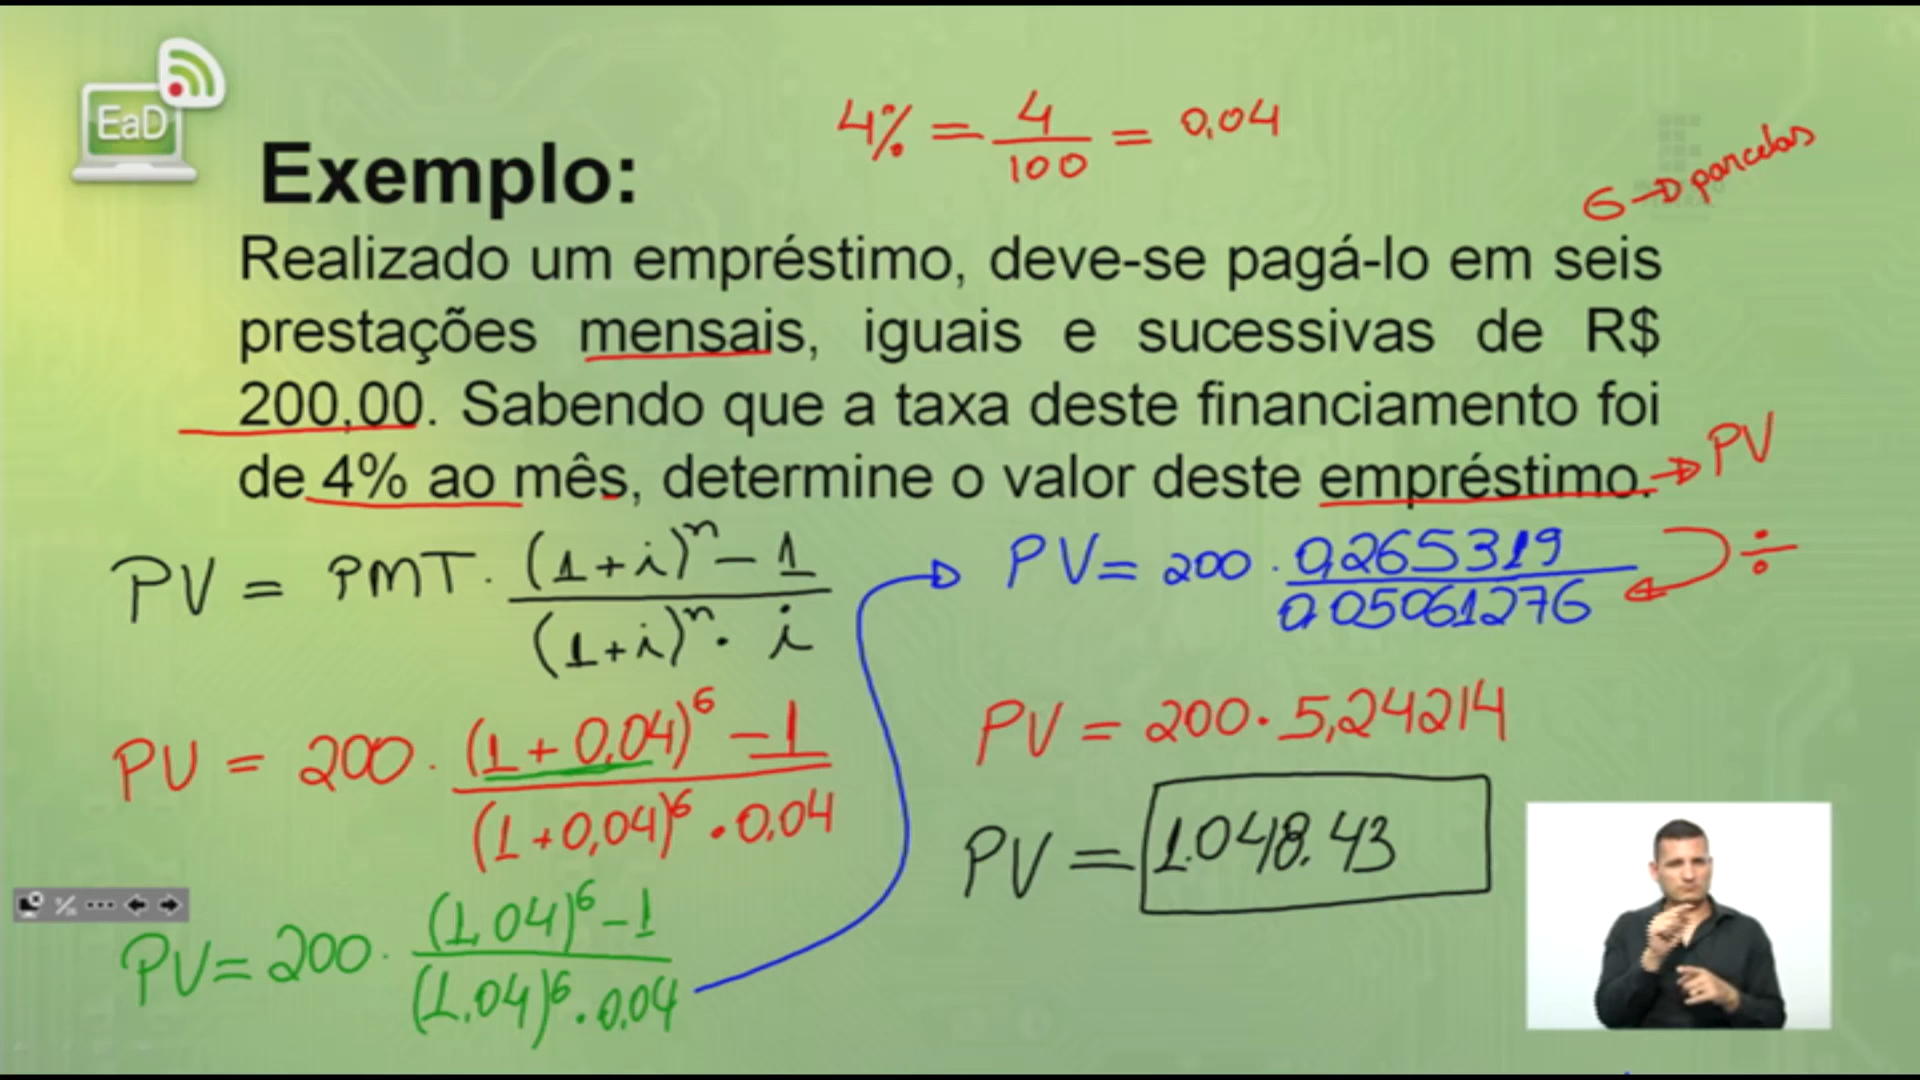 EaD
4% = 4/100 = 0,04
6 → parcelas
Exemplo:
Realizado um empréstimo, deve-se pagá-lo em seis
prestações mensais, iguais e sucessivas de R$
200,00. Sabendo que a taxa deste financiamento foi
de 4% ao mês, determine o valor deste empréstimo. → PV
PV = PMT · (1+i)^n - 1 / (1+i)^n · i
PV = 200 · (1+0,04)^6 - 1 / (1+0,04)^6 · 0,04
PV = 200 · (1,04)^6 - 1 / (1.04)^6 · 0,04
PV = 200 · 0,265319 / 0,05061276 ÷
PV = 200 · 5,24214
PV = 1.048.43